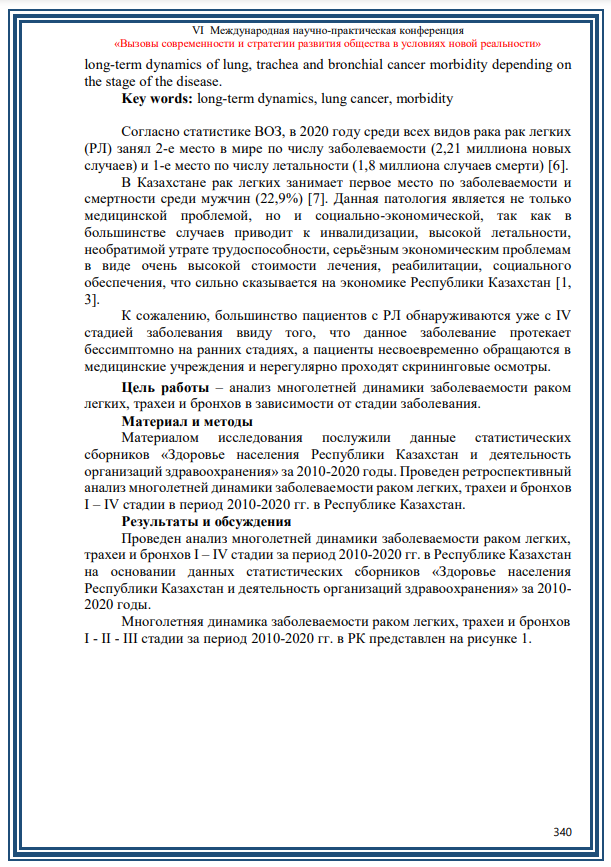 VI Международная научно-практическая конференция
«Вызовы современности и стратегии развития общества в условиях новой реальности»
long-term dynamics of lung, trachea and bronchial cancer morbidity depending on
the stage of the disease.
Key words: long-term dynamics, lung cancer, morbidity
Согласно статистике ВОЗ, в 2020 году среди всех видов рака рак легких
(РЛ) занял 2-е место в мире по числу заболеваемости (2,21 миллиона новых
случаев) и 1-е место по числу летальности (1,8 миллиона случаев смерти) [6].
В Казахстане рак легких занимает первое место по заболеваемости и
смертности среди мужчин (22,9%) [7]. Данная патология является не только
медицинской проблемой, но и социально-экономической, так как в
большинстве случаев приводит к инвалидизации, высокой летальности,
необратимой утрате трудоспособности, серьёзным экономическим проблемам
в виде очень высокой стоимости лечения, реабилитации, социального
обеспечения, что сильно сказывается на экономике Республики Казахстан [1,
3].
К сожалению, большинство пациентов с РЛ обнаруживаются уже с IV
стадией заболевания ввиду того, что данное заболевание протекает
бессимптомно на ранних стадиях, а пациенты несвоевременно обращаются в
медицинские учреждения и нерегулярно проходят скрининговые осмотры.
Цель работы – анализ многолетней динамики заболеваемости раком
легких, трахеи и бронхов в зависимости от стадии заболевания.
Материал и методы
Материалом исследования послужили данные статистических
сборников «Здоровье населения Республики Казахстан и деятельность
организаций здравоохранения» за 2010-2020 годы. Проведен ретроспективный
анализ многолетней динамики заболеваемости раком легких, трахеи и бронхов
I – IV стадии в период 2010-2020 гг. в Республике Казахстан.
Результаты и обсуждения
Проведен анализ многолетней динамики заболеваемости раком легких,
трахеи и бронхов I – IV стадии за период 2010-2020 гг. в Республике Казахстан
на основании данных статистических сборников «Здоровье населения
Республики Казахстан и деятельность организаций здравоохранения» за 2010-
2020 годы.
Многолетняя динамика заболеваемости раком легких, трахеи и бронхов
I - II - III стадии за период 2010-2020 гг. в РК представлен на рисунке 1.
340